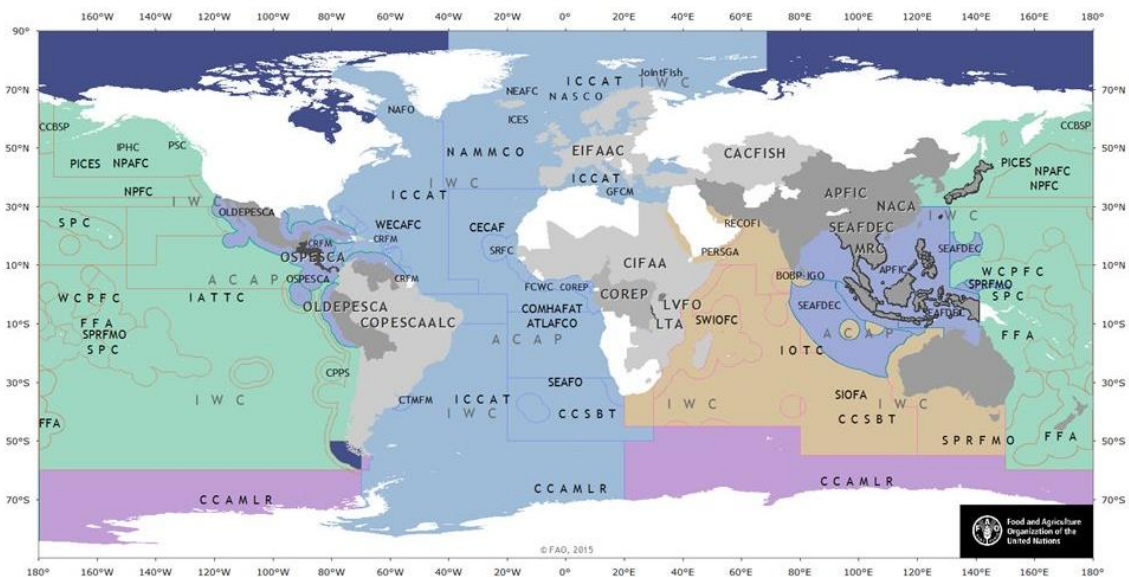 180° 160°W 140°W 120°W 100°W 80°W 60°W 40°W 20°W 0° 20°E 40°E 60°E 80°E 100°E 120°E 140°E 160°E 180°
90°
JointFish
ICCAT IWC
70°N NEAFC NASCO 70°N
NAFO
ICES
CCBSP CCBSP
IPHC PSC
50°N NAMMCO EIFAAC CACFISH 50°N
PICES NPAFC PICES
NPAFC
ICCAT
IWC
NPFC ICCAT GFCM APFIC NPFC
IWC NACA
30°N OLDEPESCA 30°N
SPC WECAFC CECAF RECOFI SEAFDEC IWC
CRFM CRFM SRFC MRC SEAFDEC
OSPESCA PERSGA
10°N CIFAA 10°N
ACAP OSPESCA CRFM BOBP-IGO APFIC WCPFC
FCWC COREP SPRFMO
WCPFC IATTC COREP SPC
OLDEPESCA COMHAFAT LVFO SEAFDEC SEAFDEC
FFA COPESCAALC ATLAFCO LTA SWIOFC
10°S SPRFMO ACAP ACAP FFA 10°S
SPC IOTC
CPPS SEAFO
30°S SIOFA 30°S
IWC CTMFM ICCAT IWC IWC
IWC CCSBT CCSBT
FFA SPRFMO FFA
50°S 50°S
CCAMLR CCAMLR CCAMLR
70°S 70°S
Food and Agriculture
Organization of the
United Nations
© FAO, 2015
180° 160°W 140°W 120°W 100°W 80°W 60°W 40°W 20°W 0° 20°E 40°E 60°E 80°E 100°E 120°E 140°E 160°E 180°